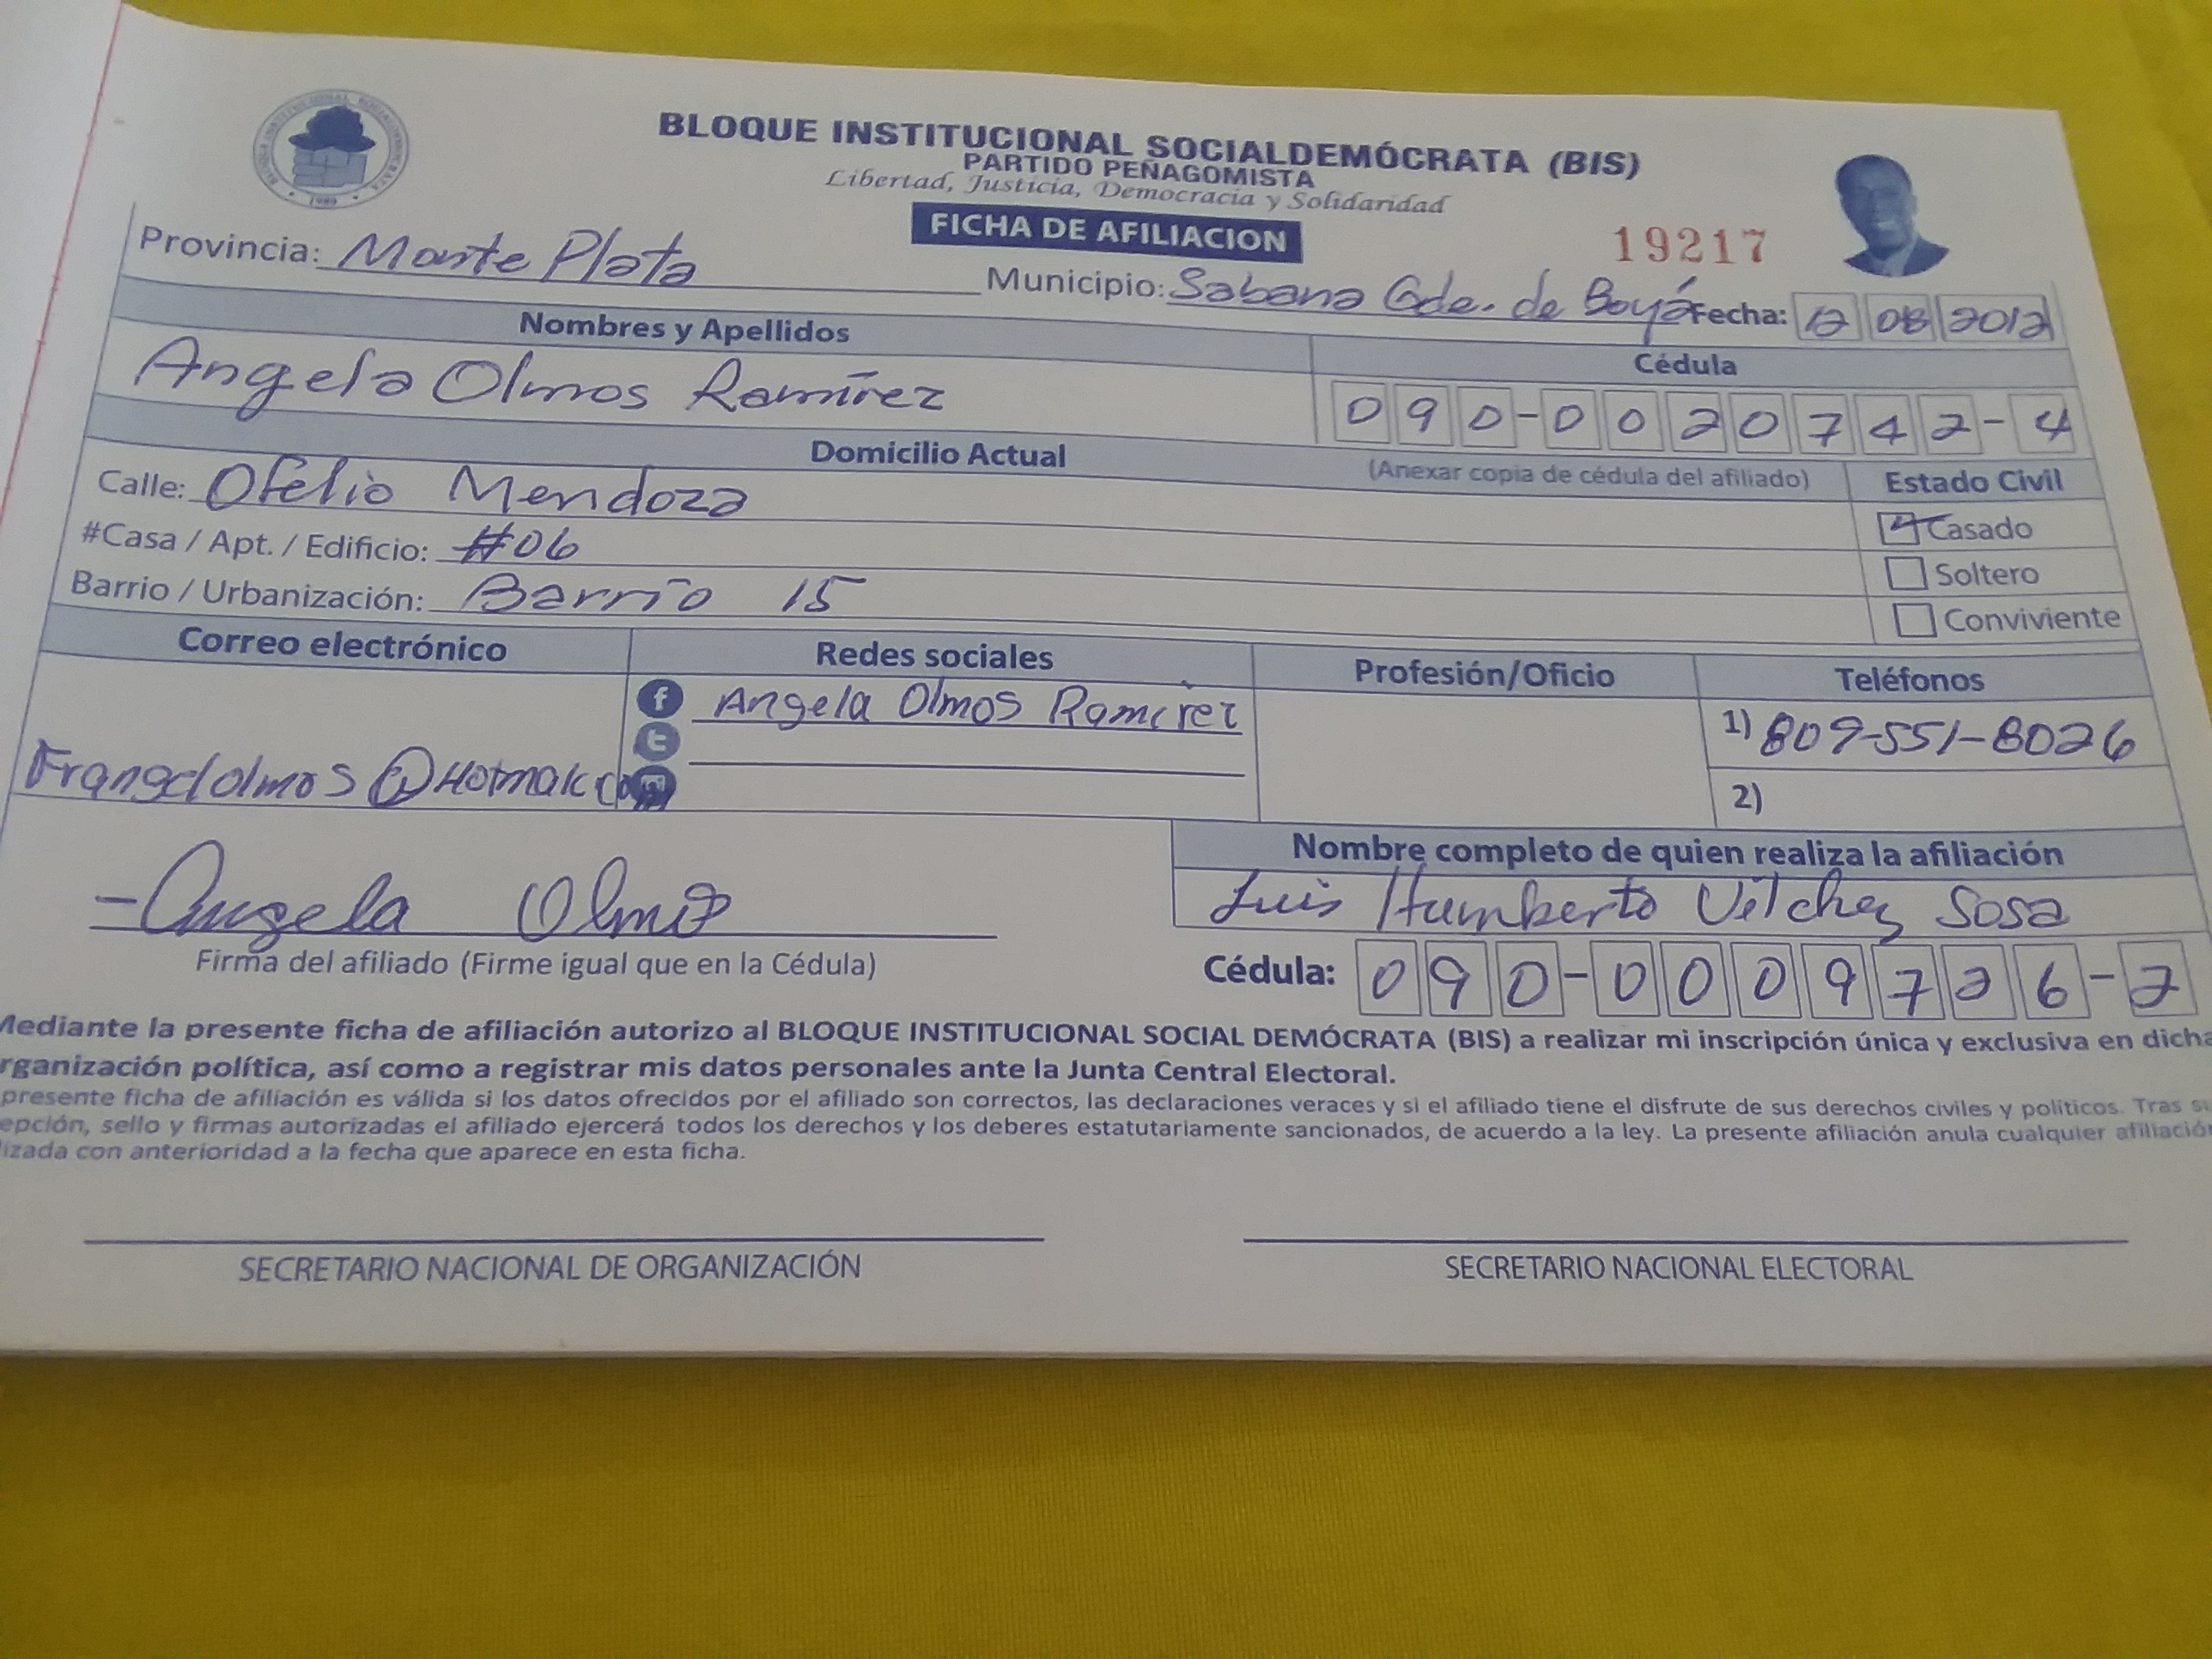 BLOQUE INSTITUCIONAL SOCIALDEMÓCRATA (BIS)
PARTIDO PEÑAGOMISTA
Libertad, Justicia, Democracia y Solidaridad
FICHA DE AFILIACION
19217
1989
Provincia: Monte Plata Municipio: Sabana Gde. de Boyá Fecha: 12 08 2012
Nombres y Apellidos
Cédula
Angela Olmos Ramírez
090-0020742-4
Domicilio Actual
(Anexar copia de cédula del afiliado)
Estado Civil
Calle: Ofelio Mendoza
Casado
#Casa / Apt. / Edificio: #06
Soltero
Barrio / Urbanización: Barrio 15
Conviviente
Correo electrónico Redes sociales Profesión/Oficio Teléfonos
Angela Olmos Ramirez
1) 809-551-8026
2)
Nombre completo de quien realiza la afiliación
Angela Olmos
Luis Humberto Vilchez Sosa
Firma del afiliado (Firme igual que en la Cédula)
Cédula: 090-0009726-2
Mediante la presente ficha de afiliación autorizo al BLOQUE INSTITUCIONAL SOCIAL DEMÓCRATA (BIS) a realizar mi inscripción única y exclusiva en dicha
rganización política, así como a registrar mis datos personales ante la Junta Central Electoral.
presente ficha de afiliación es válida si los datos ofrecidos por el afiliado son correctos, las declaraciones veraces y si el afiliado tiene el disfrute de sus derechos civiles y políticos. Tras su
epción, sello y firmas autorizadas el afiliado ejercerá todos los derechos y los deberes estatutariamente sancionados, de acuerdo a la ley. La presente afiliación anula cualquier afiliación
lizada con anterioridad a la fecha que aparece en esta ficha.
SECRETARIO NACIONAL DE ORGANIZACIÓN
SECRETARIO NACIONAL ELECTORAL